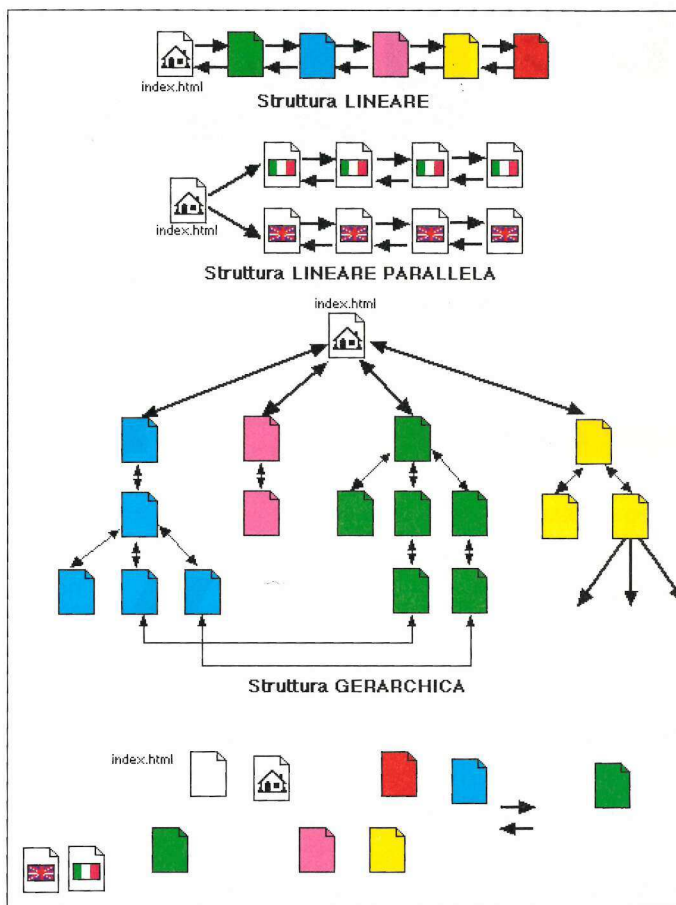 index.html
Struttura LINEARE
index.html
Struttura LINEARE PARALLELA
index.html
Struttura GERARCHICA
index.html